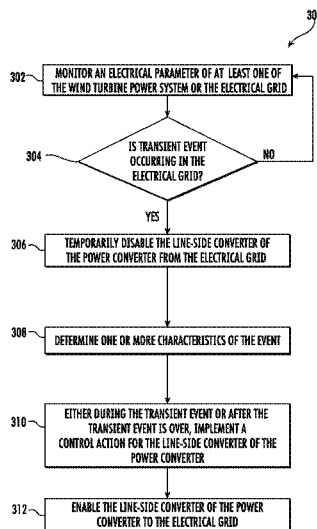 30
302
MONITOR AN ELECTRICAL PARAMETER OF AT LEAST ONE OF
THE WIND TURBINE POWER SYSTEM OR THE ELECTRICAL GRID
304
IS TRANSIENT EVENT
OCCURRING IN THE
ELECTRICAL GRID?
NO
YES
306
TEMPORARILY DISABLE THE LINE-SIDE CONVERTER OF
THE POWER CONVERTER FROM THE ELECTRICAL GRID
308
DETERMINE ONE OR MORE CHARACTERISTICS OF THE EVENT
310
EITHER DURING THE TRANSIENT EVENT OR AFTER THE
TRANSIENT EVENT IS OVER, IMPLEMENT A
CONTROL ACTION FOR THE LINE-SIDE CONVERTER OF THE
POWER CONVERTER
312
ENABLE THE LINE-SIDE CONVERTER OF THE POWER
CONVERTER TO THE ELECTRICAL GRID